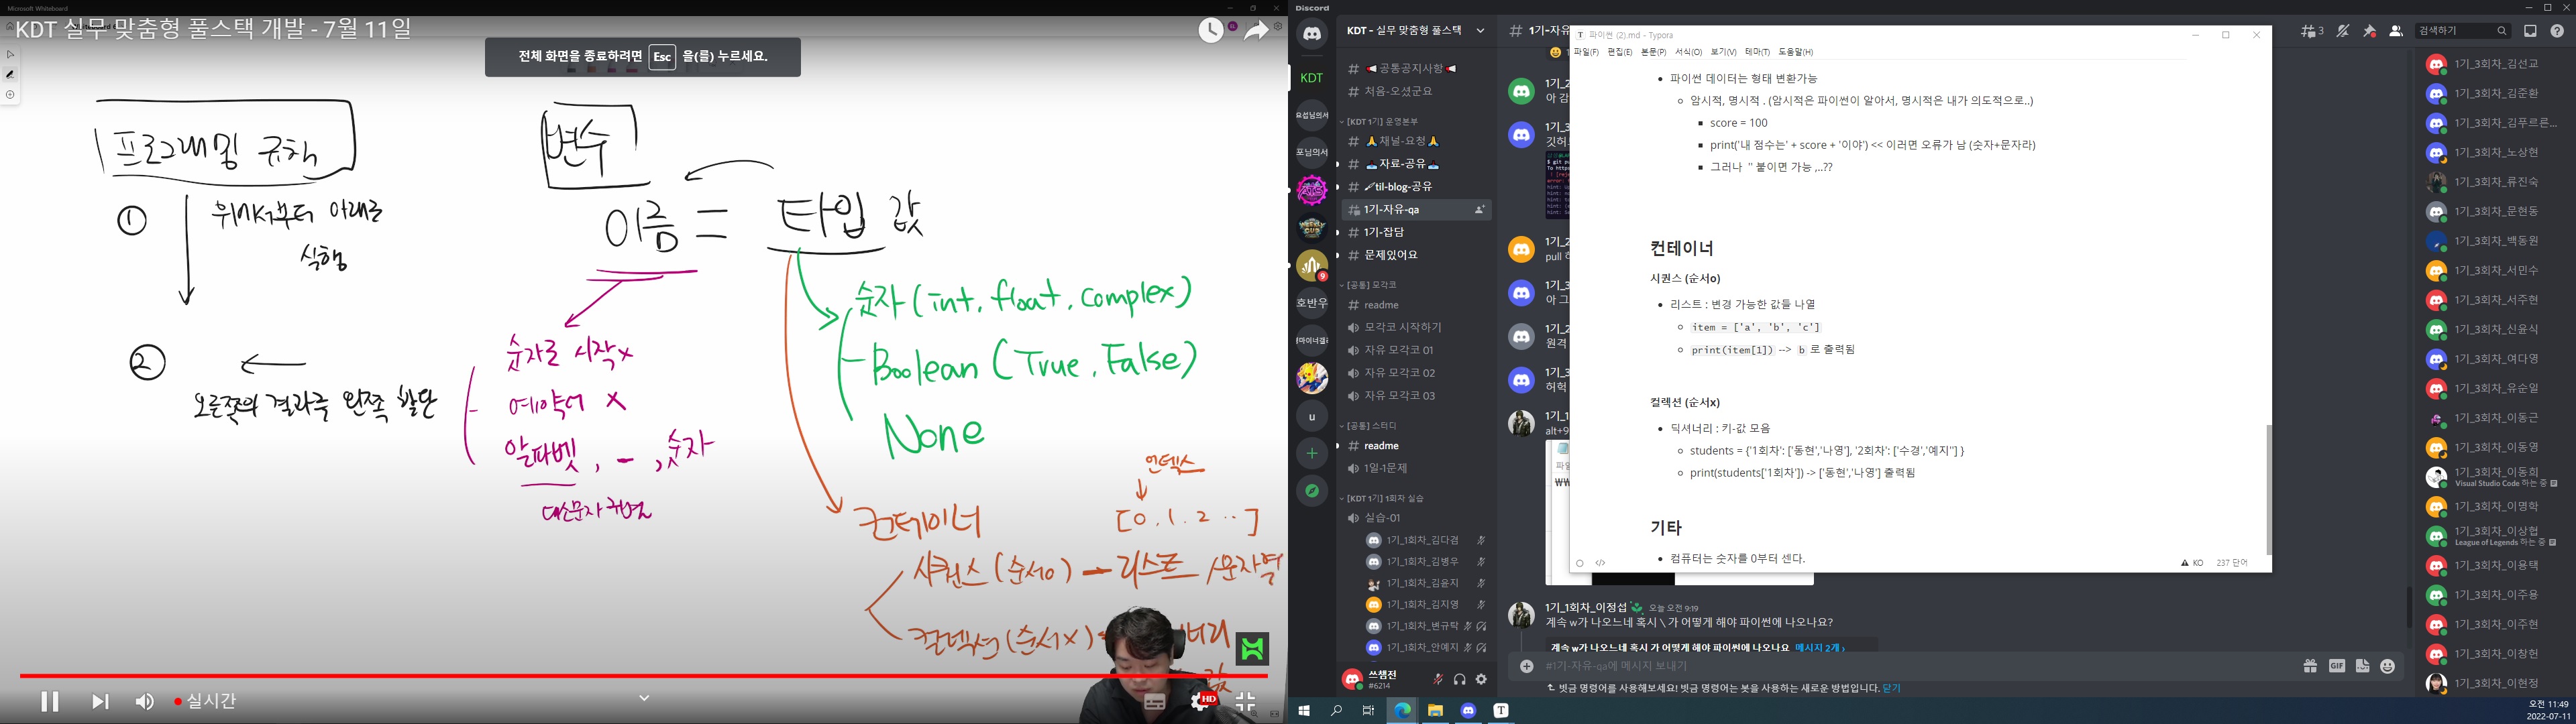 Microsoft Whiteboard
KDT 실무 맞춤형 풀스택 개발 - 7월 11일
전체 화면을 종료하려면 Esc 을(를) 누르세요.
프로그래밍 규칙
① 위에서부터 아래로
실행
② 오른쪽의 결과를 왼쪽 할당
변수
이름 = 타입 값
숫자로 시작 x
예약어 x
알파벳, _, 숫자
대소문자 구분
숫자 (int, float, complex)
Boolean (True, False)
None
인덱스
[0, 1, 2 ..]
컨테이너
시퀀스 (순서o) - 리스트 / 문자열
컬렉션 (순서x)
실시간
HD
Discord
KDT - 실무 맞춤형 풀스택
KDT
u
9
공통공지사항
처음-오셨군요
[KDT 1기] 운영본부
채널-요청
자료-공유
til-blog-공유
1기-자유-qa
1기-잡담
문제있어요
[공통] 모각코
readme
모각코 시작하기
자유 모각코 01
자유 모각코 02
자유 모각코 03
[공통] 스터디
readme
1일-1문제
[KDT 1기] 1회차 실습
실습-01
1기_1회차_김다검
1기_1회차_김병우
1기_1회차_김윤지
1기_1회차_김지영
1기_1회차_변규탁
1기_1회차_안예지
쓰챔전
#6214
파이썬 (2).md - Typora
파일(F) 편집(E) 본문(P) 서식(O) 보기(V) 테마(T) 도움말(H)
파이썬 데이터는 형태 변환가능
암시적, 명시적 . (암시적은 파이썬이 알아서, 명시적은 내가 의도적으로..)
score = 100
print('내 점수는' + score + '이야') << 이러면 오류가 남 (숫자+문자라)
그러나 '' 붙이면 가능 ,..??
컨테이너
시퀀스 (순서o)
리스트 : 변경 가능한 값들 나열
item = ['a', 'b', 'c']
print(item[1]) --> b 로 출력됨
컬렉션 (순서x)
딕셔너리 : 키-값 모음
students = {'1회차': ['동현','나영'], '2회차': ['수경','예지''] }
print(students['1회차']) -> ['동현','나영'] 출력됨
기타
컴퓨터는 숫자를 0부터 센다.
KO 237 단어
1기_1회차_이정섭 오늘 오전 9:19
계속 w가 나오느네 혹시 \ 가 어떻게 해야 파이썬에 나오나요?
계속 w가 나오느네 혹시 가 어떻게 해야 파이썬에 나오나요 메시지 2개 ›
#1기-자유-qa에 메시지 보내기
GIF
빗금 명령어를 사용해보세요! 빗금 명령어는 봇을 사용하는 새로운 방법입니다. 닫기
3
검색하기
1기_3회차_김선교
1기_3회차_김준환
1기_3회차_김푸르른...
1기_3회차_노상현
1기_3회차_류진숙
1기_3회차_문현동
1기_3회차_백동원
1기_3회차_서민수
1기_3회차_서주현
1기_3회차_신윤식
1기_3회차_여다영
1기_3회차_유순일
1기_3회차_이동근
1기_3회차_이동영
1기_3회차_이동희
Visual Studio Code 하는 중
1기_3회차_이명학
1기_3회차_이상협
League of Legends 하는 중
1기_3회차_이용택
1기_3회차_이주용
1기_3회차_이주현
1기_3회차_이창헌
1기_3회차_이현정
오전 11:49
2022-07-11